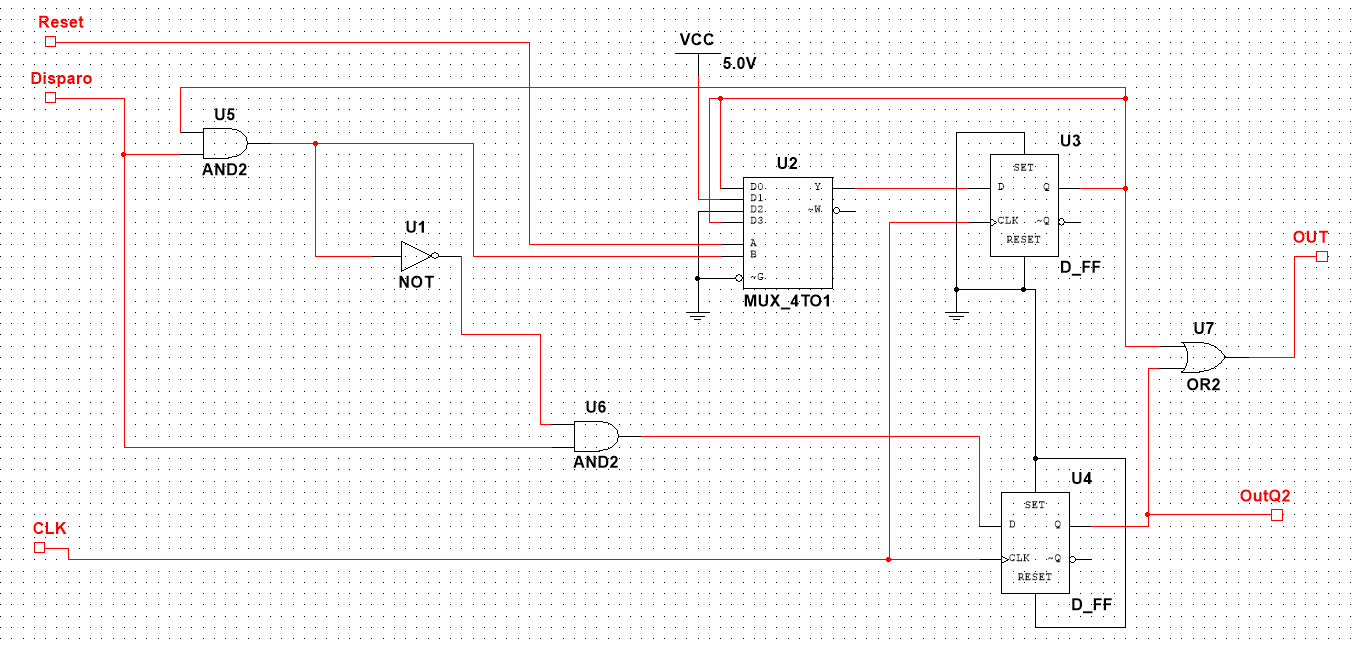 Reset
Disparo
VCC
5.0V
U5
AND2
U1
NOT
U2
D0
D1
D2
D3
A
B
~G
Y
~W
MUX_4TO1
U3
SET
D
Q
CLK
~Q
RESET
D_FF
OUT
U7
OR2
U6
AND2
U4
SET
D
Q
CLK
~Q
RESET
D_FF
OutQ2
CLK